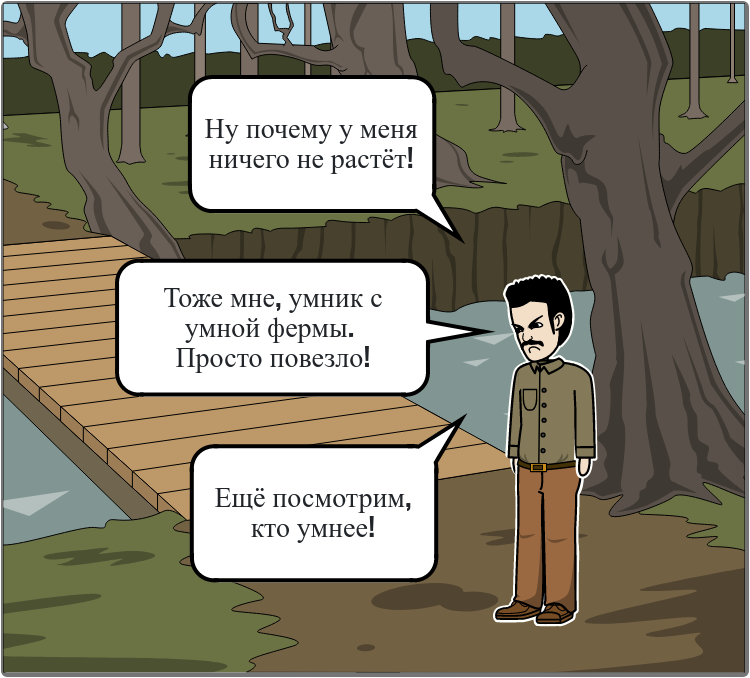 Ну почему у меня
ничего не растёт!
Тоже мне, умник с
умной фермы.
Просто повезло!
Ещё посмотрим,
кто умнее!